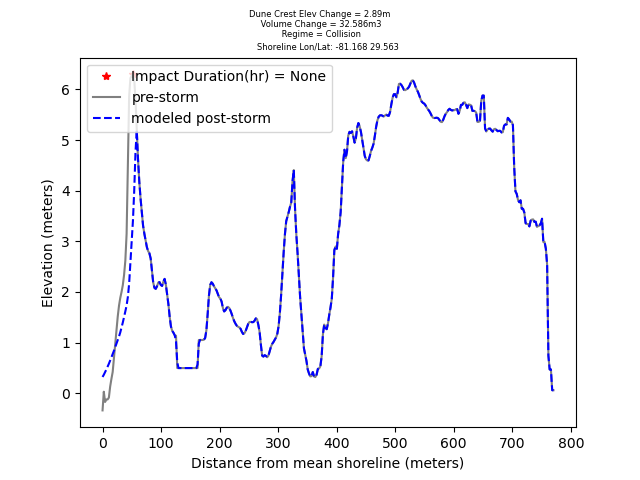 Dune Crest Elev Change = 2.89m
Volume Change = 32.586m3
Regime = Collision
Shoreline Lon/Lat: -81.168 29.563
Impact Duration(hr) = None
pre-storm
modeled post-storm
Elevation (meters)
6
5
4
3
2
1
0
0 100 200 300 400 500 600 700 800
Distance from mean shoreline (meters)